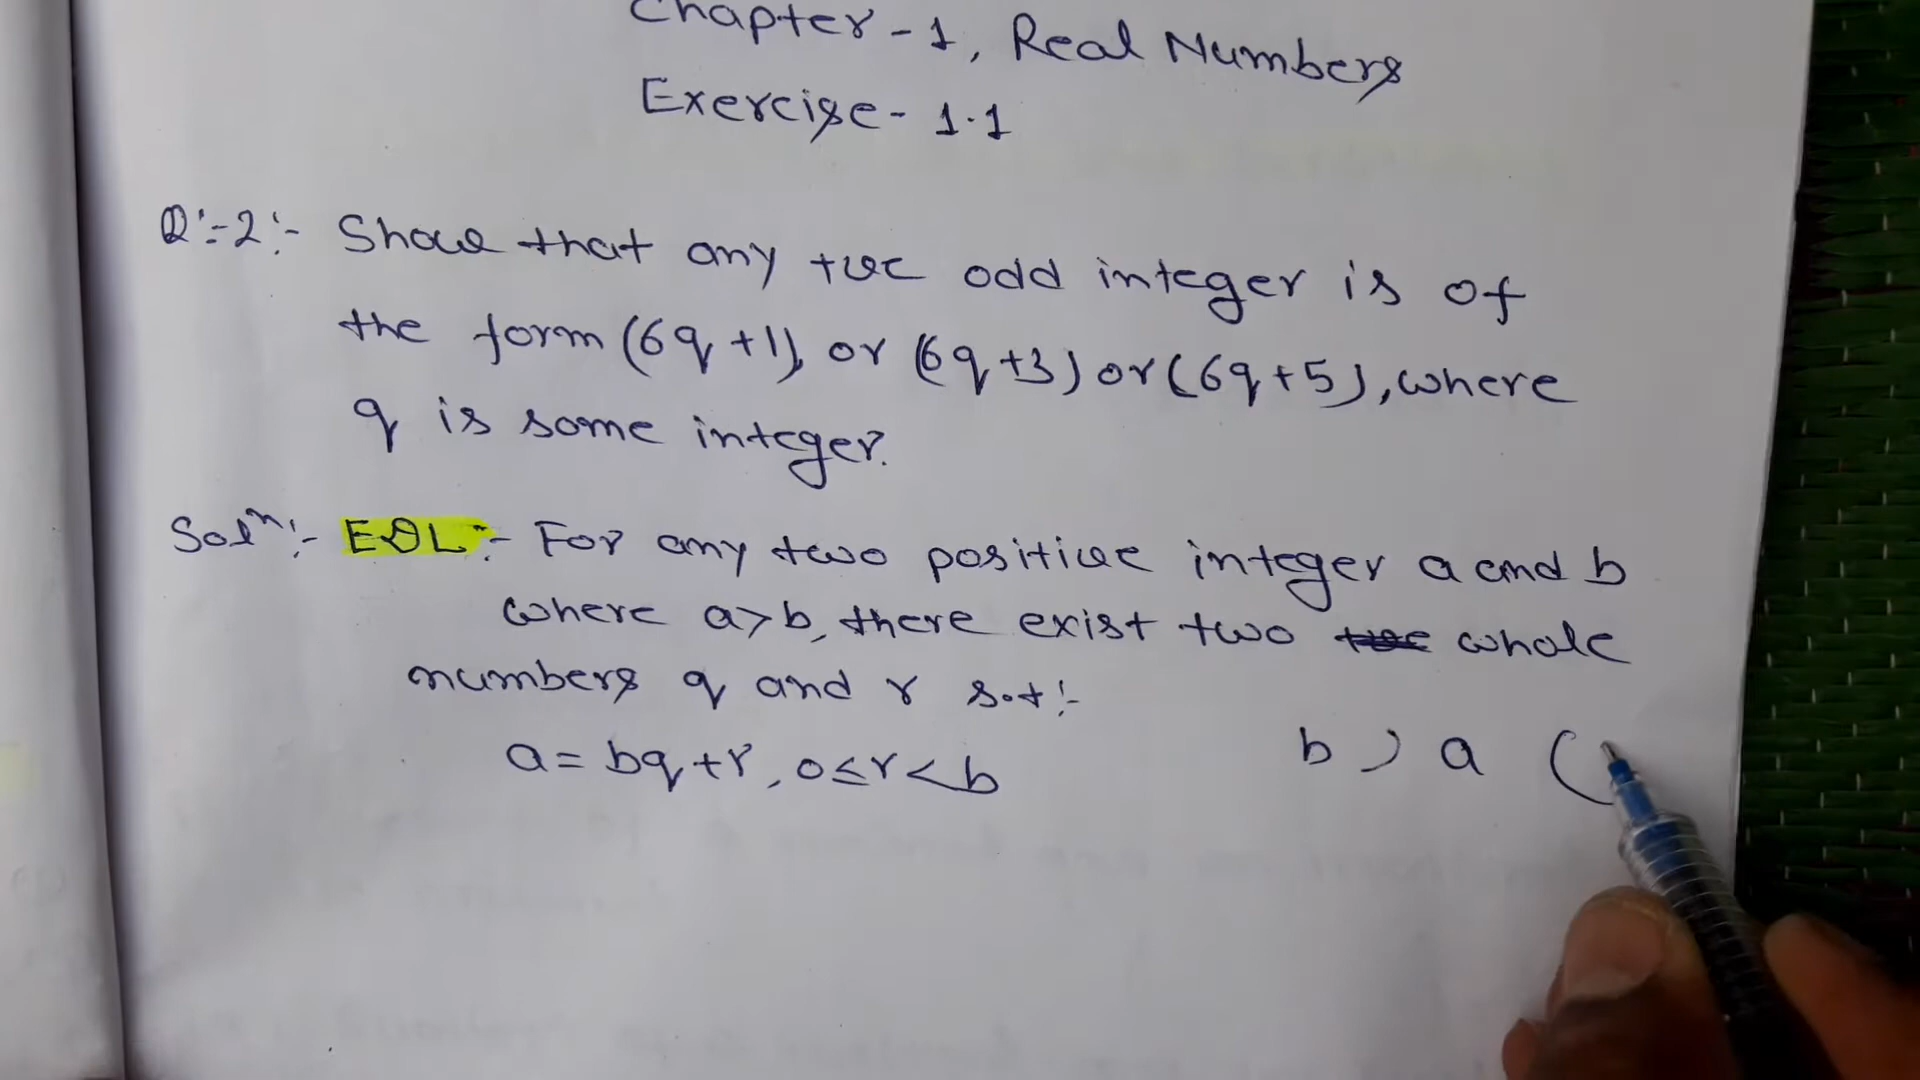 Chapter-1, Real Numbers
Exercise- 1.1
Q:-2:- Show that any +ve odd integer is of
the form (6q+1), or (6q+3) or (6q+5), where
q is some integer.
Solⁿ:- EDL:- For any two positive integer a and b
where a>b, there exist two whole
numbers q and r s.t:-
a = bq+r, 0≤r<b
b ) a (